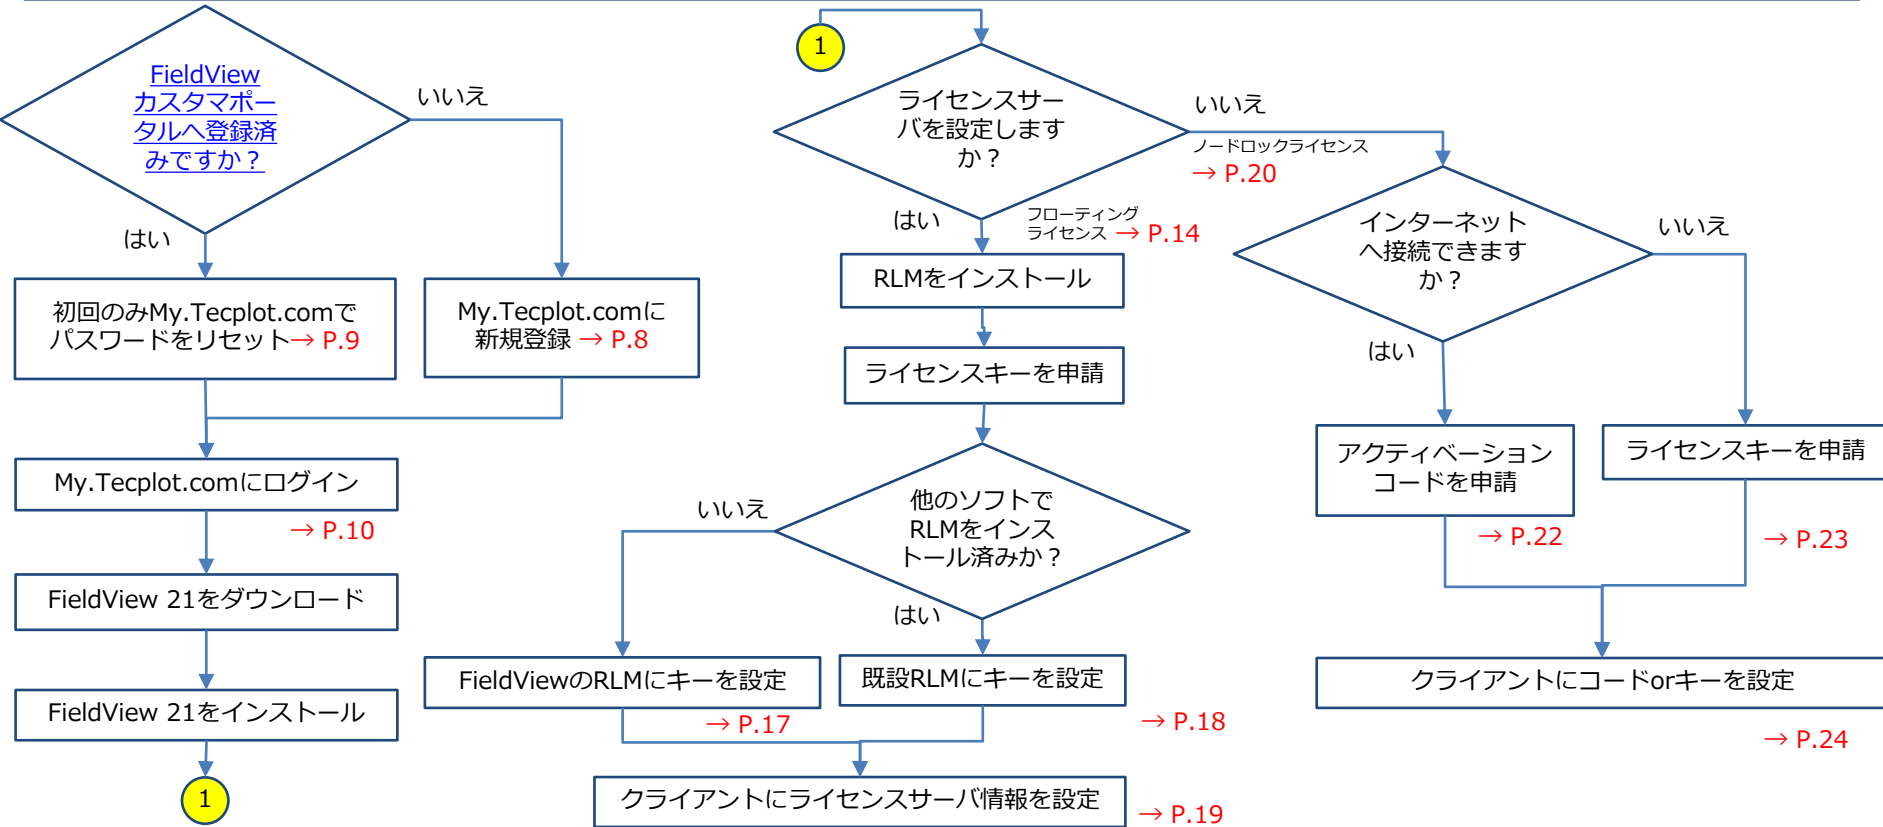 FieldView
カスタマポー
タルへ登録済
みですか？
いいえ
はい
初回のみMy.Tecplot.comで
パスワードをリセット→ P.9
My.Tecplot.comに
新規登録 → P.8
My.Tecplot.comにログイン
→ P.10
FieldView 21をダウンロード
FieldView 21をインストール
1
1
ライセンスサー
バを設定します
か？
いいえ
ノードロックライセンス
→ P.20
はい
フローティング
ライセンス → P.14
RLMをインストール
ライセンスキーを申請
他のソフトで
RLMをインス
トール済みか？
いいえ
はい
FieldViewのRLMにキーを設定
→ P.17
既設RLMにキーを設定
→ P.18
クライアントにライセンスサーバ情報を設定
→ P.19
インターネット
へ接続できます
か？
いいえ
はい
アクティベーション
コードを申請
→ P.22
ライセンスキーを申請
→ P.23
クライアントにコードorキーを設定
→ P.24